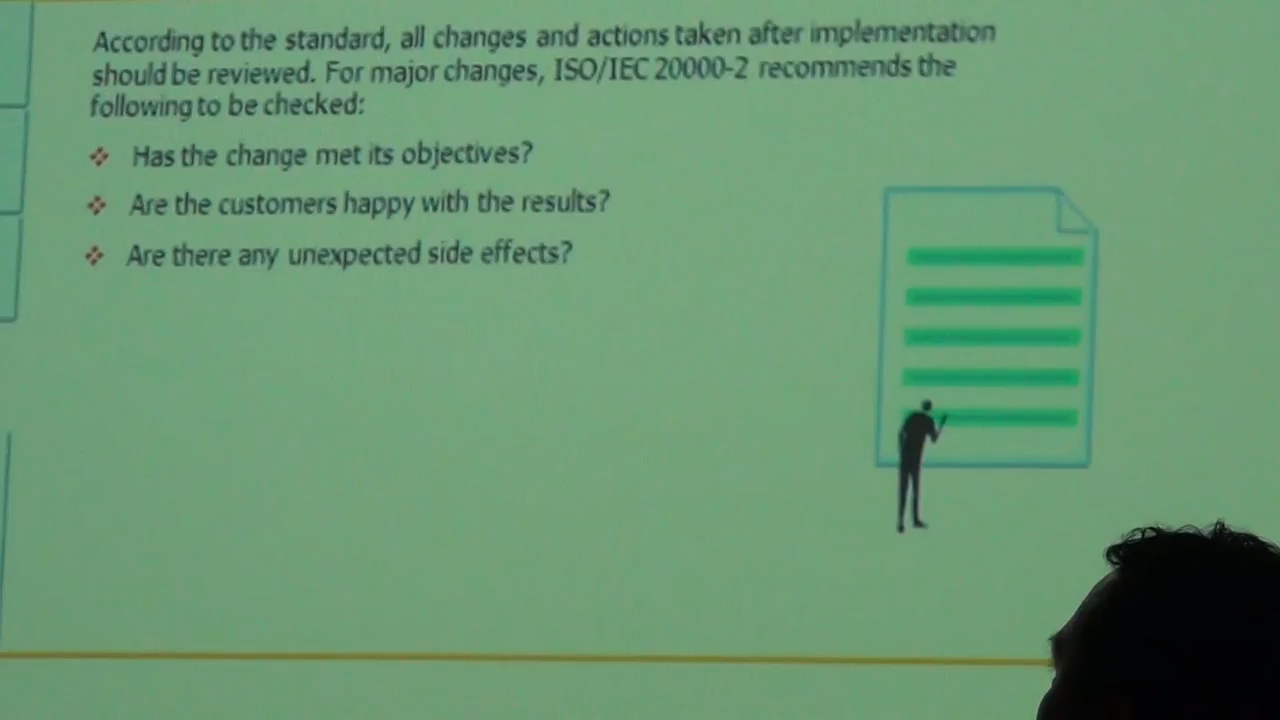 According to the standard, all changes and actions taken after implementation
should be reviewed. For major changes, ISO/IEC 20000-2 recommends the
following to be checked:
Has the change met its objectives?
Are the customers happy with the results?
Are there any unexpected side effects?